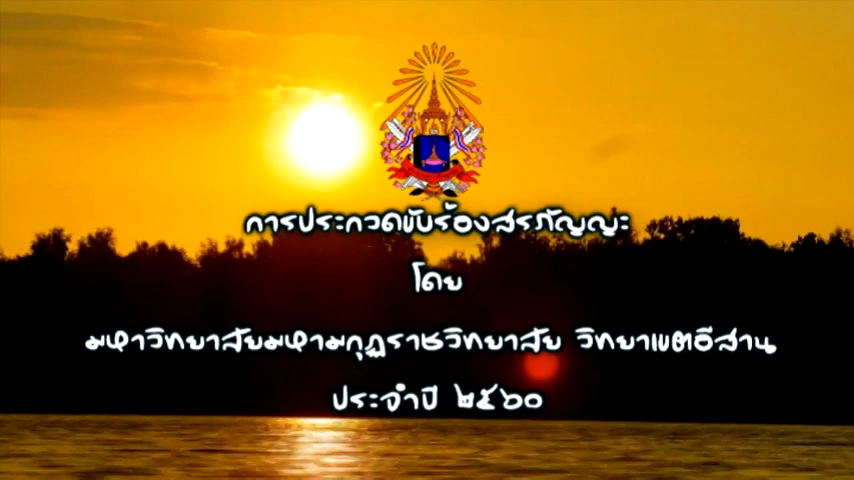 การประกวดขับร้องสรภัญญะ
โดย
มหาวิทยาลัยมหามกุฏราชวิทยาลัย วิทยาเขตอีสาน
ประจำปี ๒๕๖๐